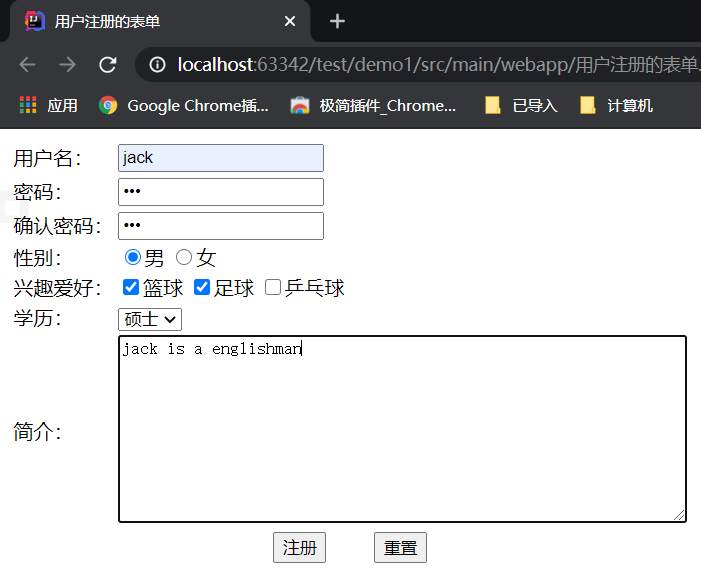 用户注册的表单
localhost:63342/test/demo1/src/main/webapp/用户注册的表单.
应用 Google Chrome插... 极简插件_Chrome... 已导入 计算机
用户名: jack
密码: •••
确认密码: •••
性别: 男 女
兴趣爱好: 篮球 足球 乒乓球
学历: 硕士
jack is a englishman
简介:
注册 重置